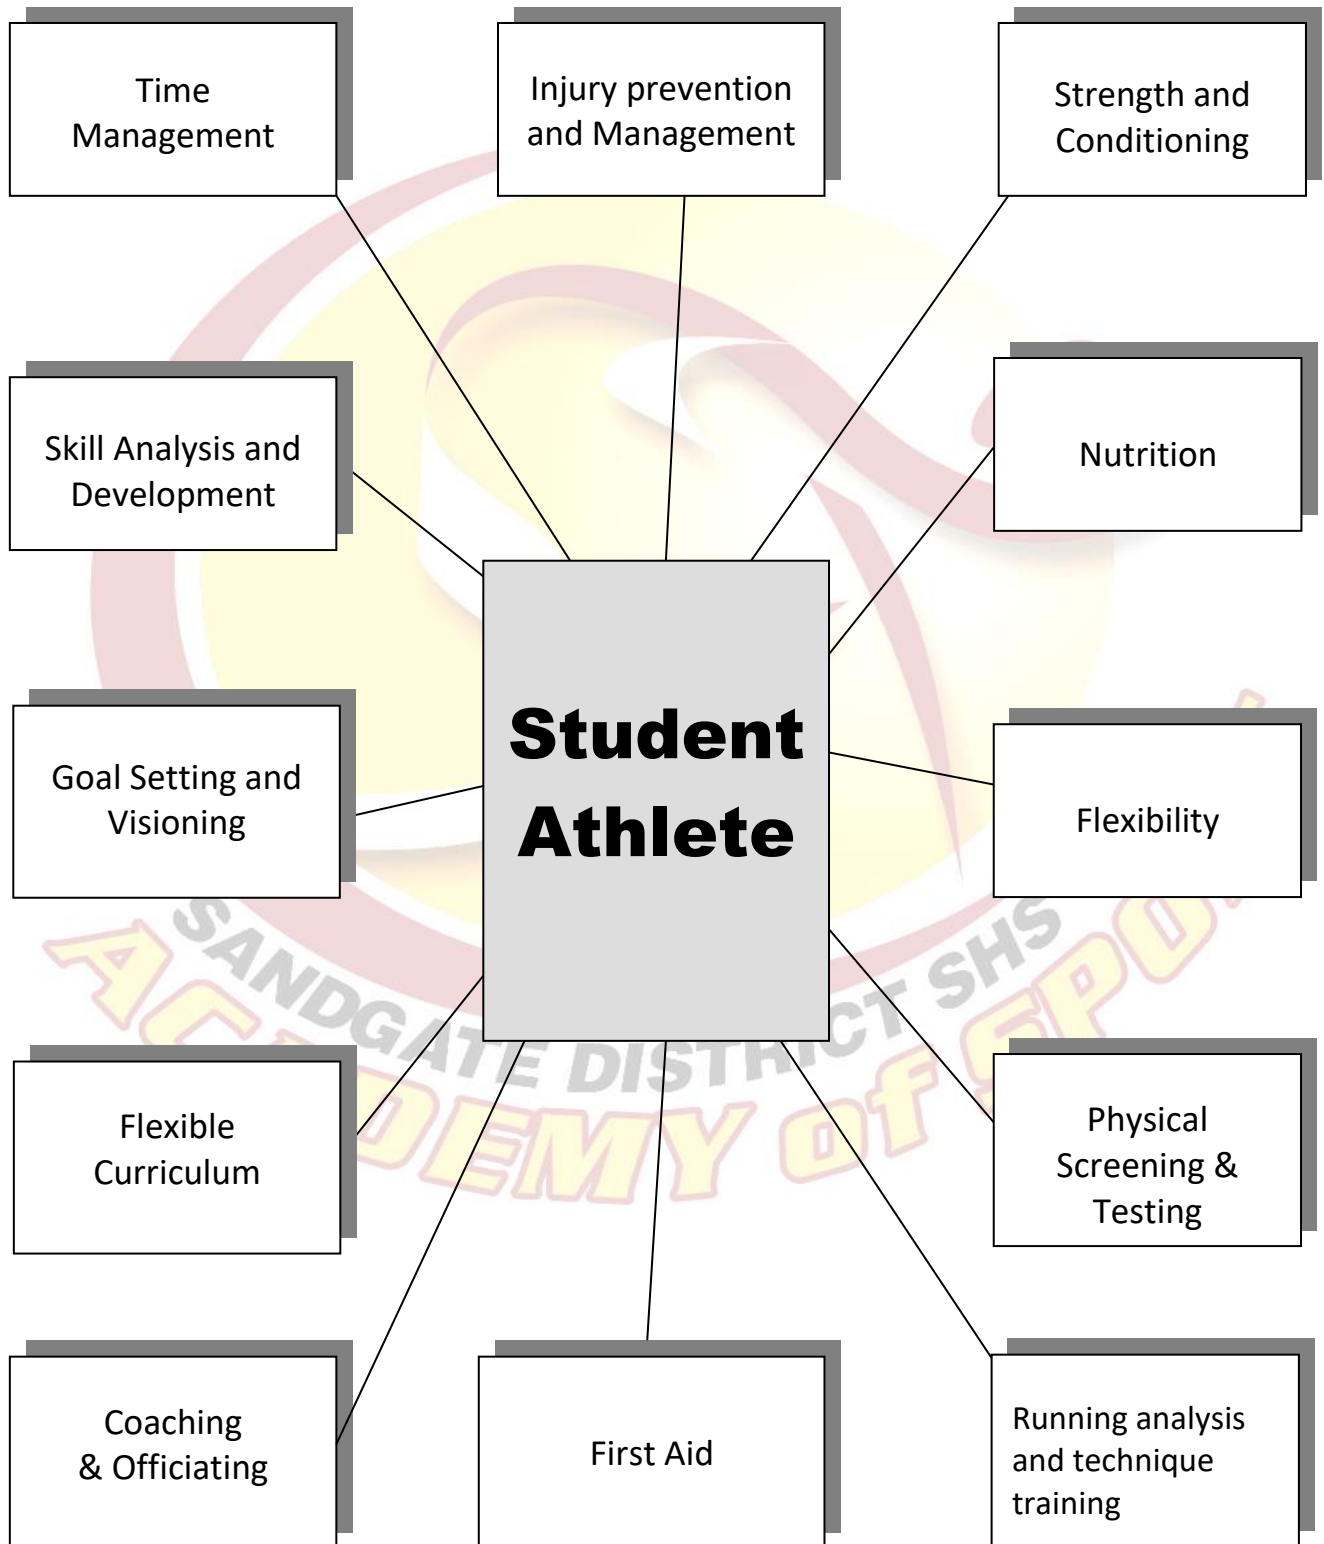 Time
Management
Injury prevention
and Management
Strength and
Conditioning
Skill Analysis and
Development
Nutrition
Goal Setting and
Visioning
Student
Athlete
Flexibility
SANDGATE DISTRICT SHS
ACADEMY of SPORT
Flexible
Curriculum
Physical
Screening &
Testing
Coaching
& Officiating
First Aid
Running analysis
and technique
training